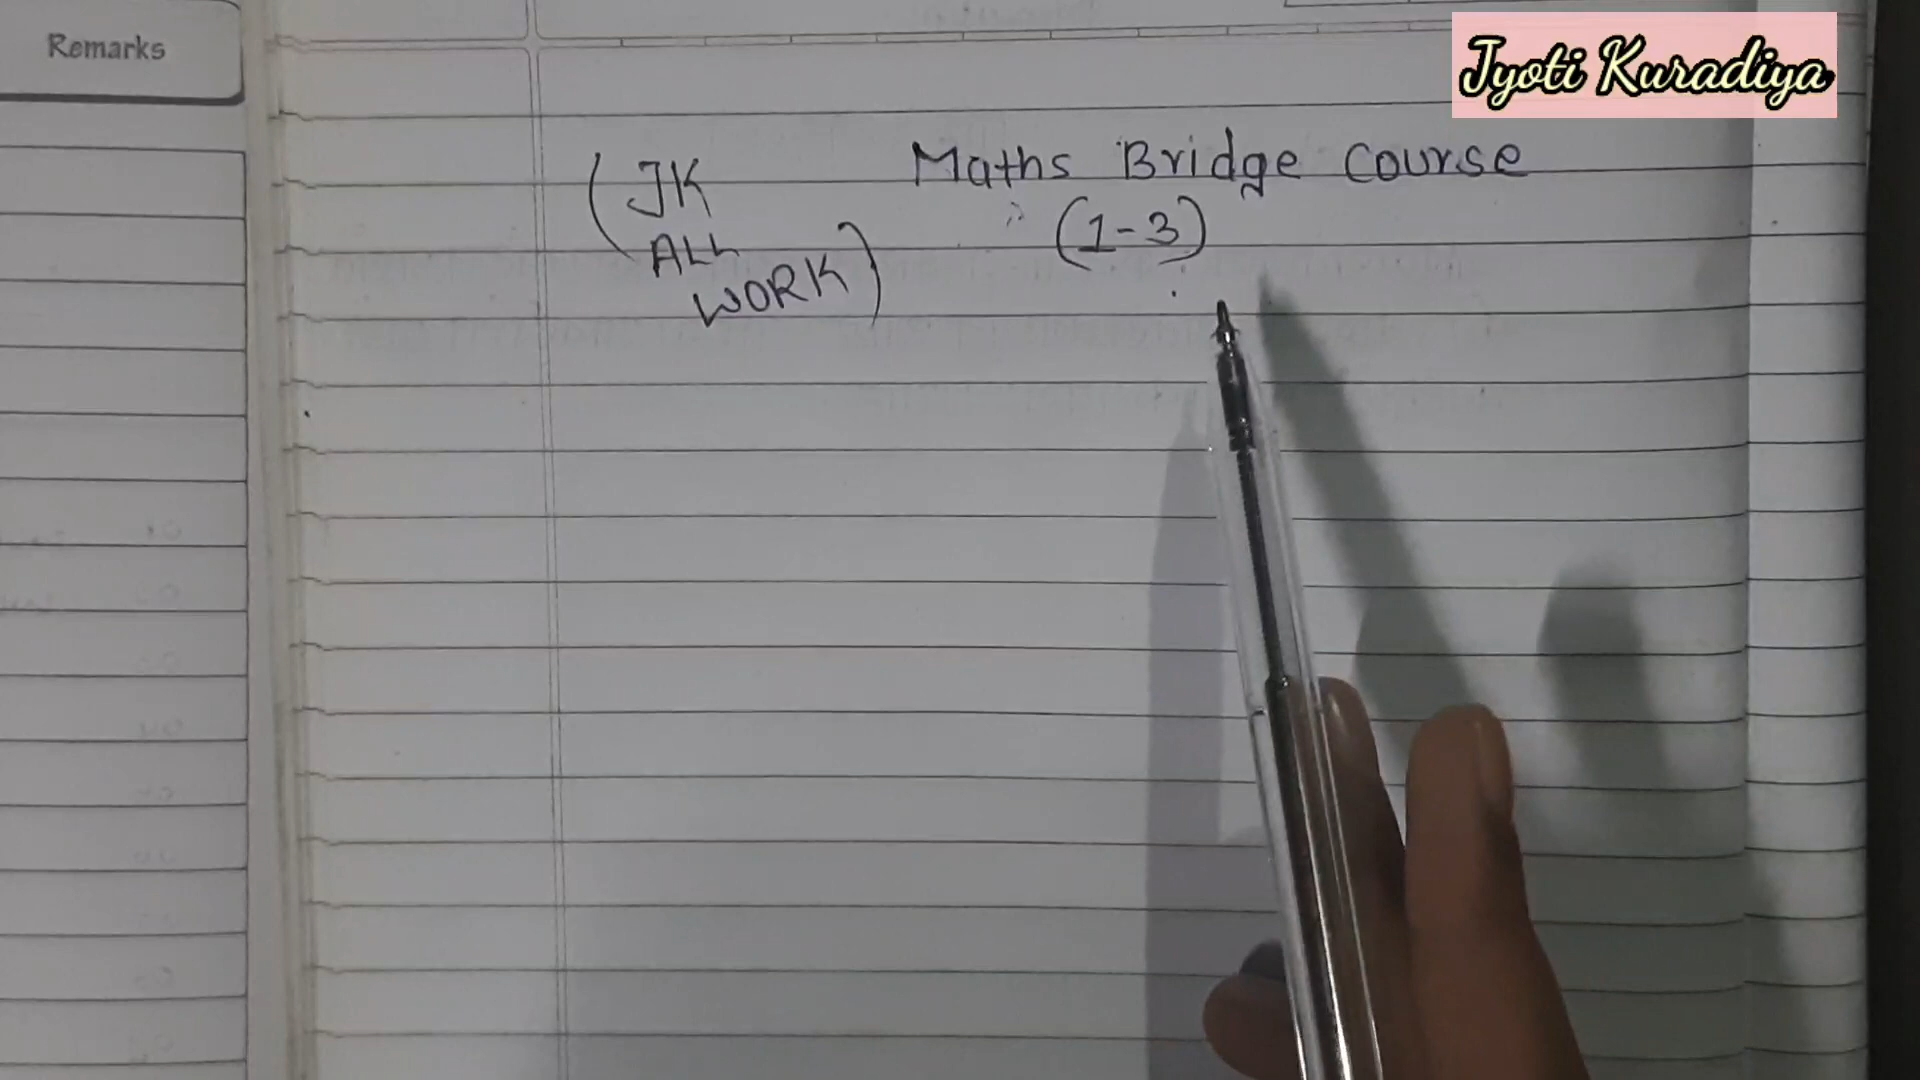 Remarks
Jyoti Kuradiya
Maths Bridge Course
(1-3)
(JK
ALL
WORK)